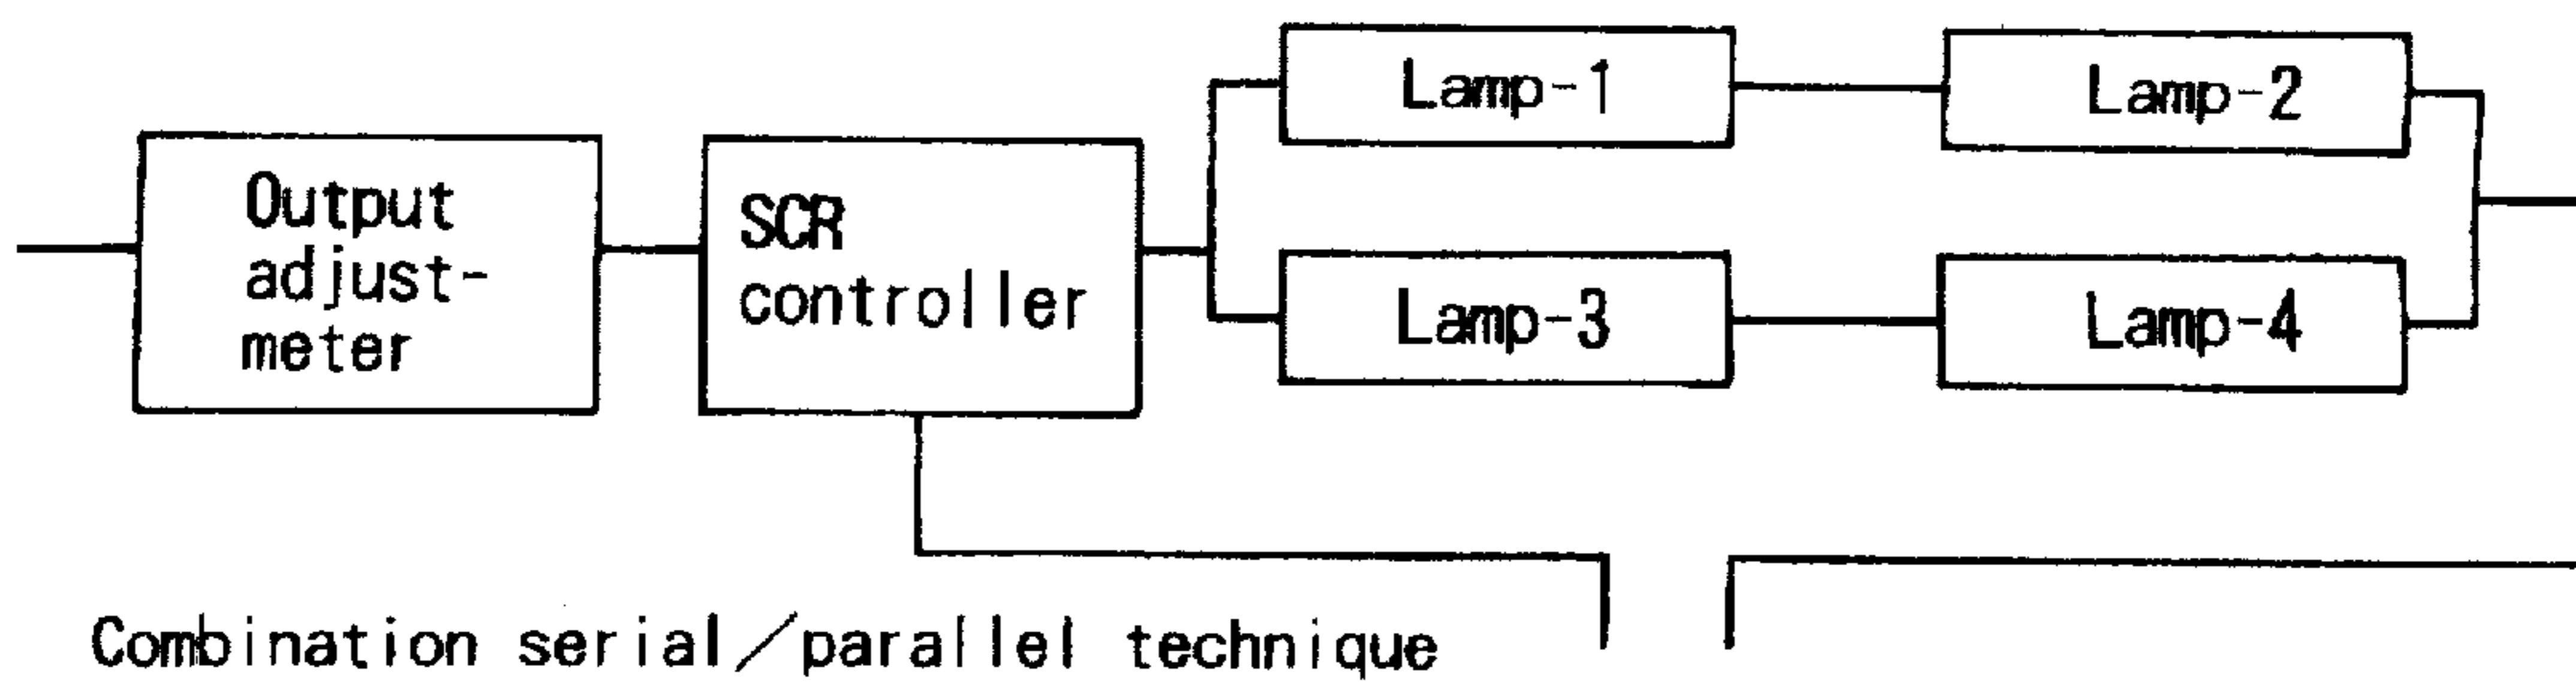 Output
adjust-
meter
SCR
controller
Lamp-1
Lamp-2
Lamp-3
Lamp-4
Combination serial/parallel technique